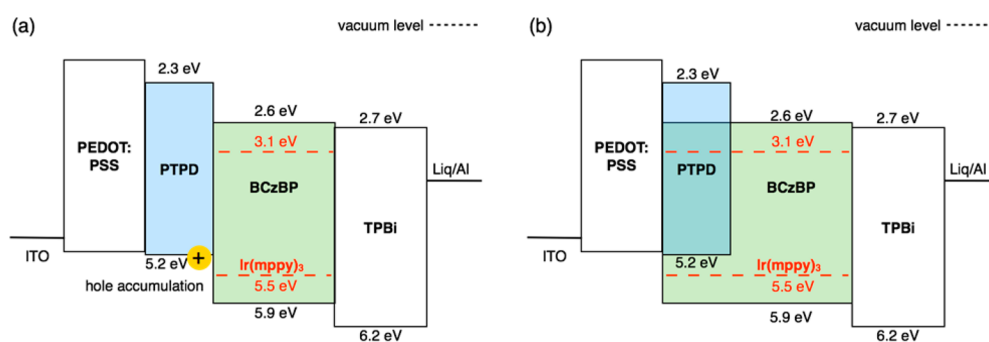 (a)
vacuum level
2.3 eV
2.6 eV
2.7 eV
3.1 eV
PEDOT:
PSS
PTPD
BCzBP
Liq/Al
TPBi
ITO
5.2 eV
+
Ir(mppy)₃
hole accumulation
5.5 eV
5.9 eV
6.2 eV
(b)
vacuum level
2.3 eV
2.6 eV
2.7 eV
3.1 eV
PEDOT:
PSS
PTPD
BCzBP
Liq/Al
TPBi
ITO
5.2 eV
Ir(mppy)₃
5.5 eV
5.9 eV
6.2 eV